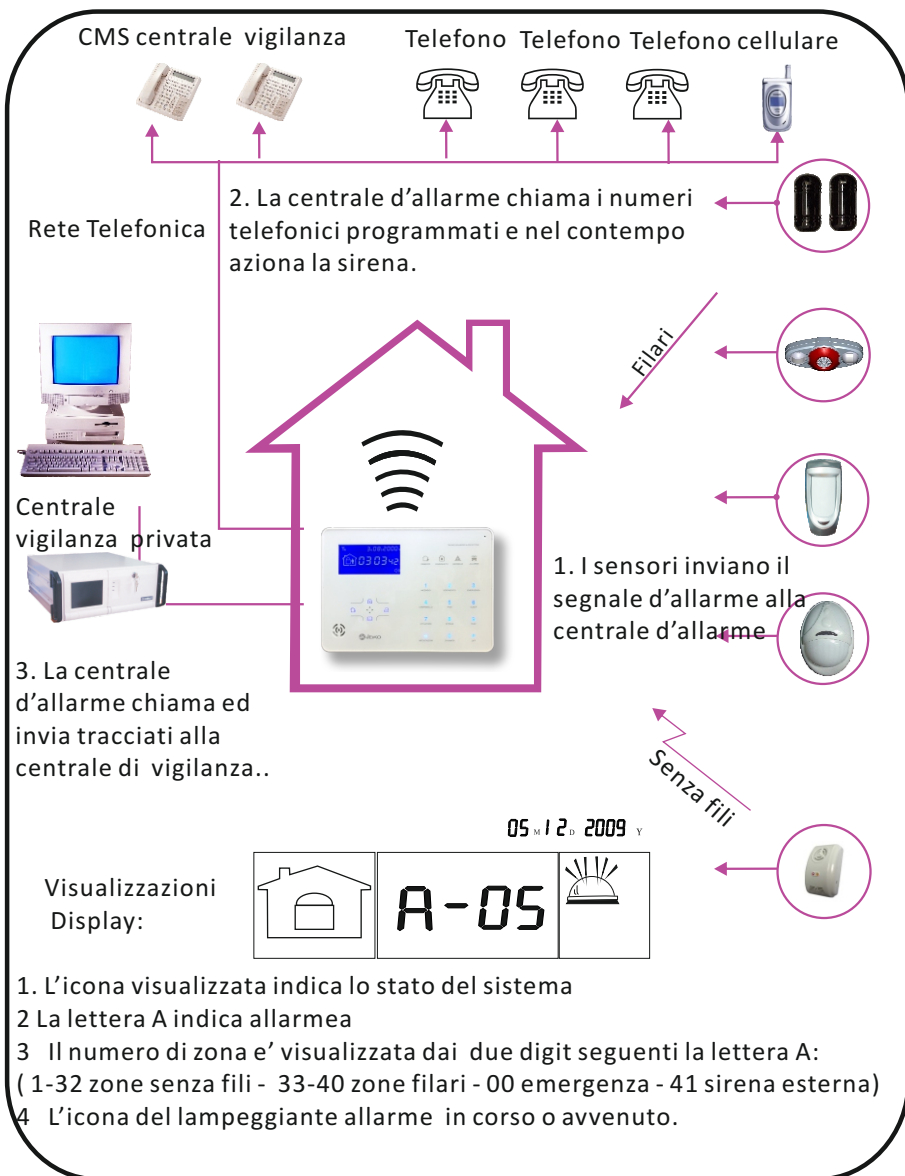 CMS centrale vigilanza
Telefono Telefono Telefono cellulare
2. La centrale d’allarme chiama i numeri
telefonici programmati e nel contempo
aziona la sirena.
Rete Telefonica
Filari
Centrale
vigilanza privata
1. I sensori inviano il
segnale d’allarme alla
centrale d’allarme
3. La centrale
d’allarme chiama ed
invia tracciati alla
centrale di vigilanza..
Senza fili
05 M 12 D 2009 Y
Visualizzazioni
Display:
A-05
1. L’icona visualizzata indica lo stato del sistema
2 La lettera A indica allarmea
3 Il numero di zona e’ visualizzata dai due digit seguenti la lettera A:
( 1-32 zone senza fili - 33-40 zone filari - 00 emergenza - 41 sirena esterna)
4 L’icona del lampeggiante allarme in corso o avvenuto.